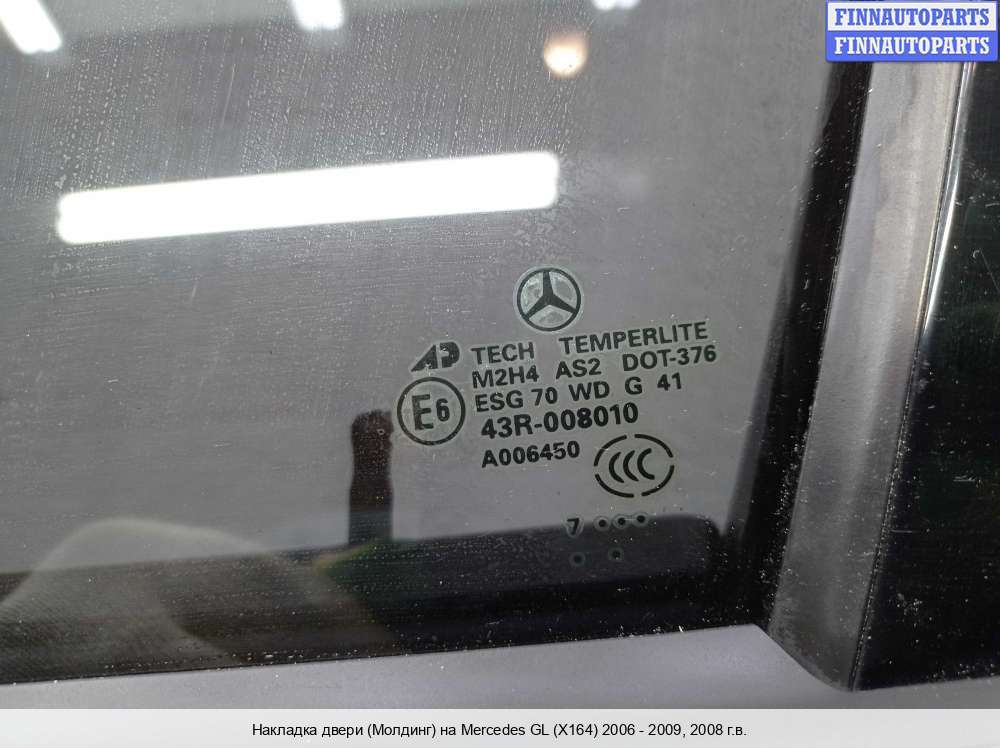 FINNAUTOPARTS
FINNAUTOPARTS
AP TECH TEMPERLITE
M2H4 AS2 DOT-376
E6 ESG 70 WD G 41
43R-008010
A006450 CCC
7
Накладка двери (Молдинг) на Mercedes GL (X164) 2006 - 2009, 2008 г.в.